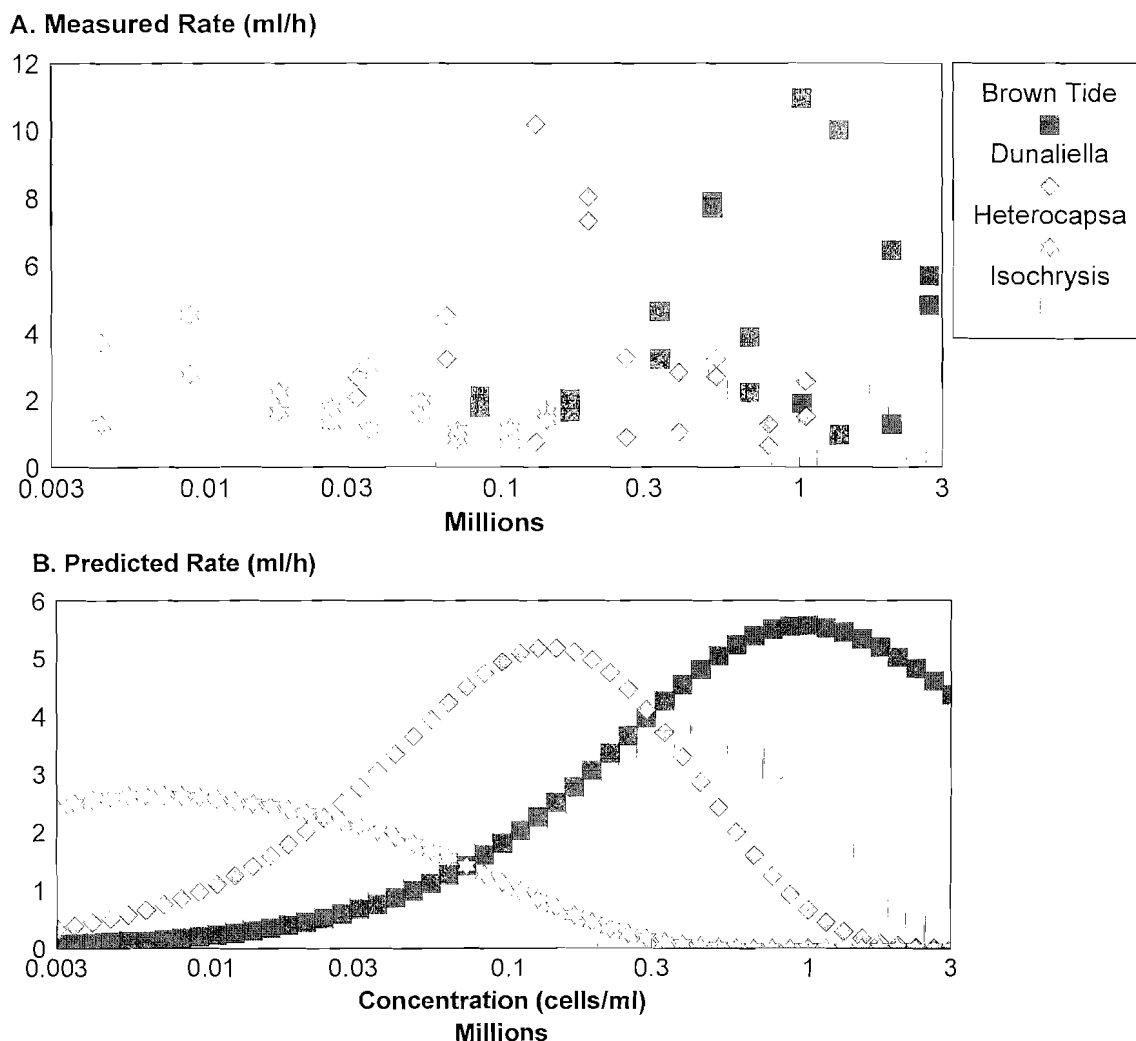 A. Measured Rate (ml/h)
12
10
8
6
4
2
0
0.003 0.01 0.03 0.1 0.3 1 3
Millions
Brown Tide
Dunaliella
Heterocapsa
Isochrysis
B. Predicted Rate (ml/h)
6
5
4
3
2
1
0
0.003 0.01 0.03 0.1 0.3 1 3
Concentration (cells/ml)
Millions